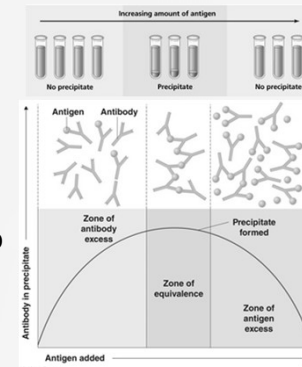 Increasing amount of antigen
No precipitate
Precipitate
No precipitate
Antigen
Antibody
Zone of
antibody
excess
Precipitate
formed
Zone of
equivalence
Zone of
antigen
excess
Antibody in precipitate
Antigen added